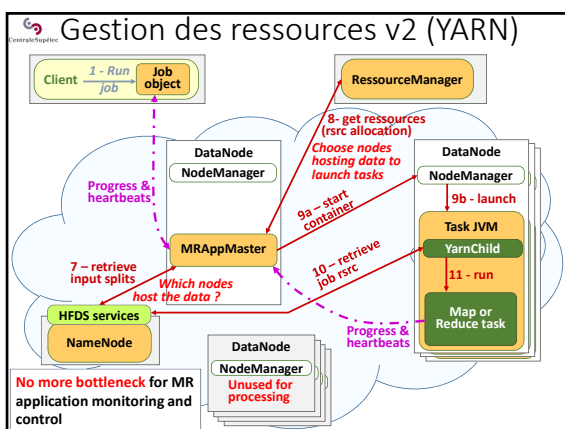 CentraleSupélec
Gestion des ressources v2 (YARN)
Client
1 - Run
job
Job
object
RessourceManager
8- get ressources
(rsrc allocation)
Choose nodes
hosting data to
launch tasks
DataNode
NodeManager
DataNode
NodeManager
Progress &
heartbeats
9a – start
container
9b - launch
Task JVM
MRAppMaster
YarnChild
10 – retrieve
job rsrc
7 – retrieve
input splits
Which nodes
host the data ?
11 - run
Map or
Reduce task
HFDS services
NameNode
Progress &
heartbeats
DataNode
NodeManager
Unused for
processing
No more bottleneck for MR
application monitoring and
control